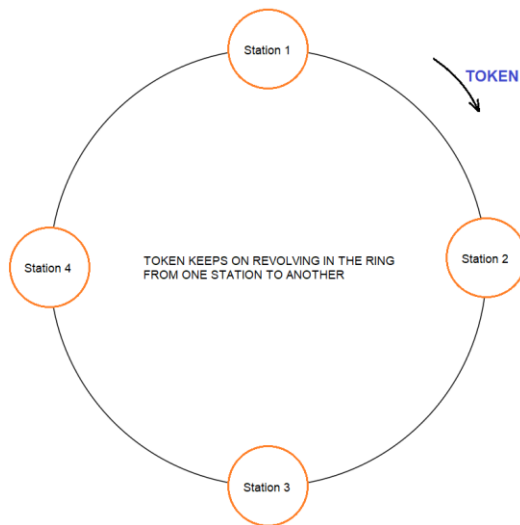 Station 1
TOKEN
Station 2
TOKEN KEEPS ON REVOLVING IN THE RING
FROM ONE STATION TO ANOTHER
Station 4
Station 3